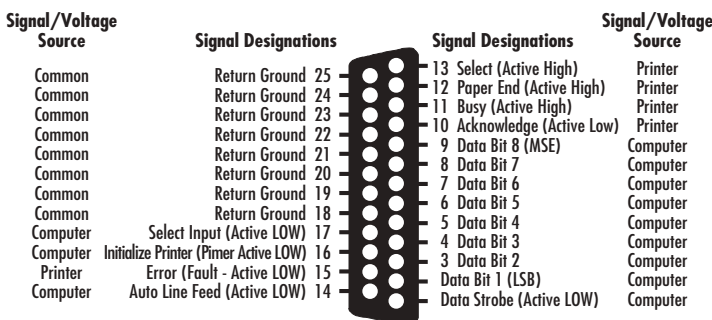 Signal/Voltage Source Signal Designations
Common Return Ground 25
Common Return Ground 24
Common Return Ground 23
Common Return Ground 22
Common Return Ground 21
Common Return Ground 20
Common Return Ground 19
Common Return Ground 18
Computer Select Input (Active LOW) 17
Computer Initialize Printer (Pimer Active LOW) 16
Printer Error (Fault - Active LOW) 15
Computer Auto Line Feed (Active LOW) 14
Signal Designations Signal/Voltage Source
13 Select (Active High) Printer
12 Paper End (Active High) Printer
11 Busy (Active High) Printer
10 Acknowledge (Active Low) Printer
9 Data Bit 8 (MSE) Computer
8 Data Bit 7 Computer
7 Data Bit 6 Computer
6 Data Bit 5 Computer
5 Data Bit 4 Computer
4 Data Bit 3 Computer
3 Data Bit 2 Computer
Data Bit 1 (LSB) Computer
Data Strobe (Active LOW) Computer